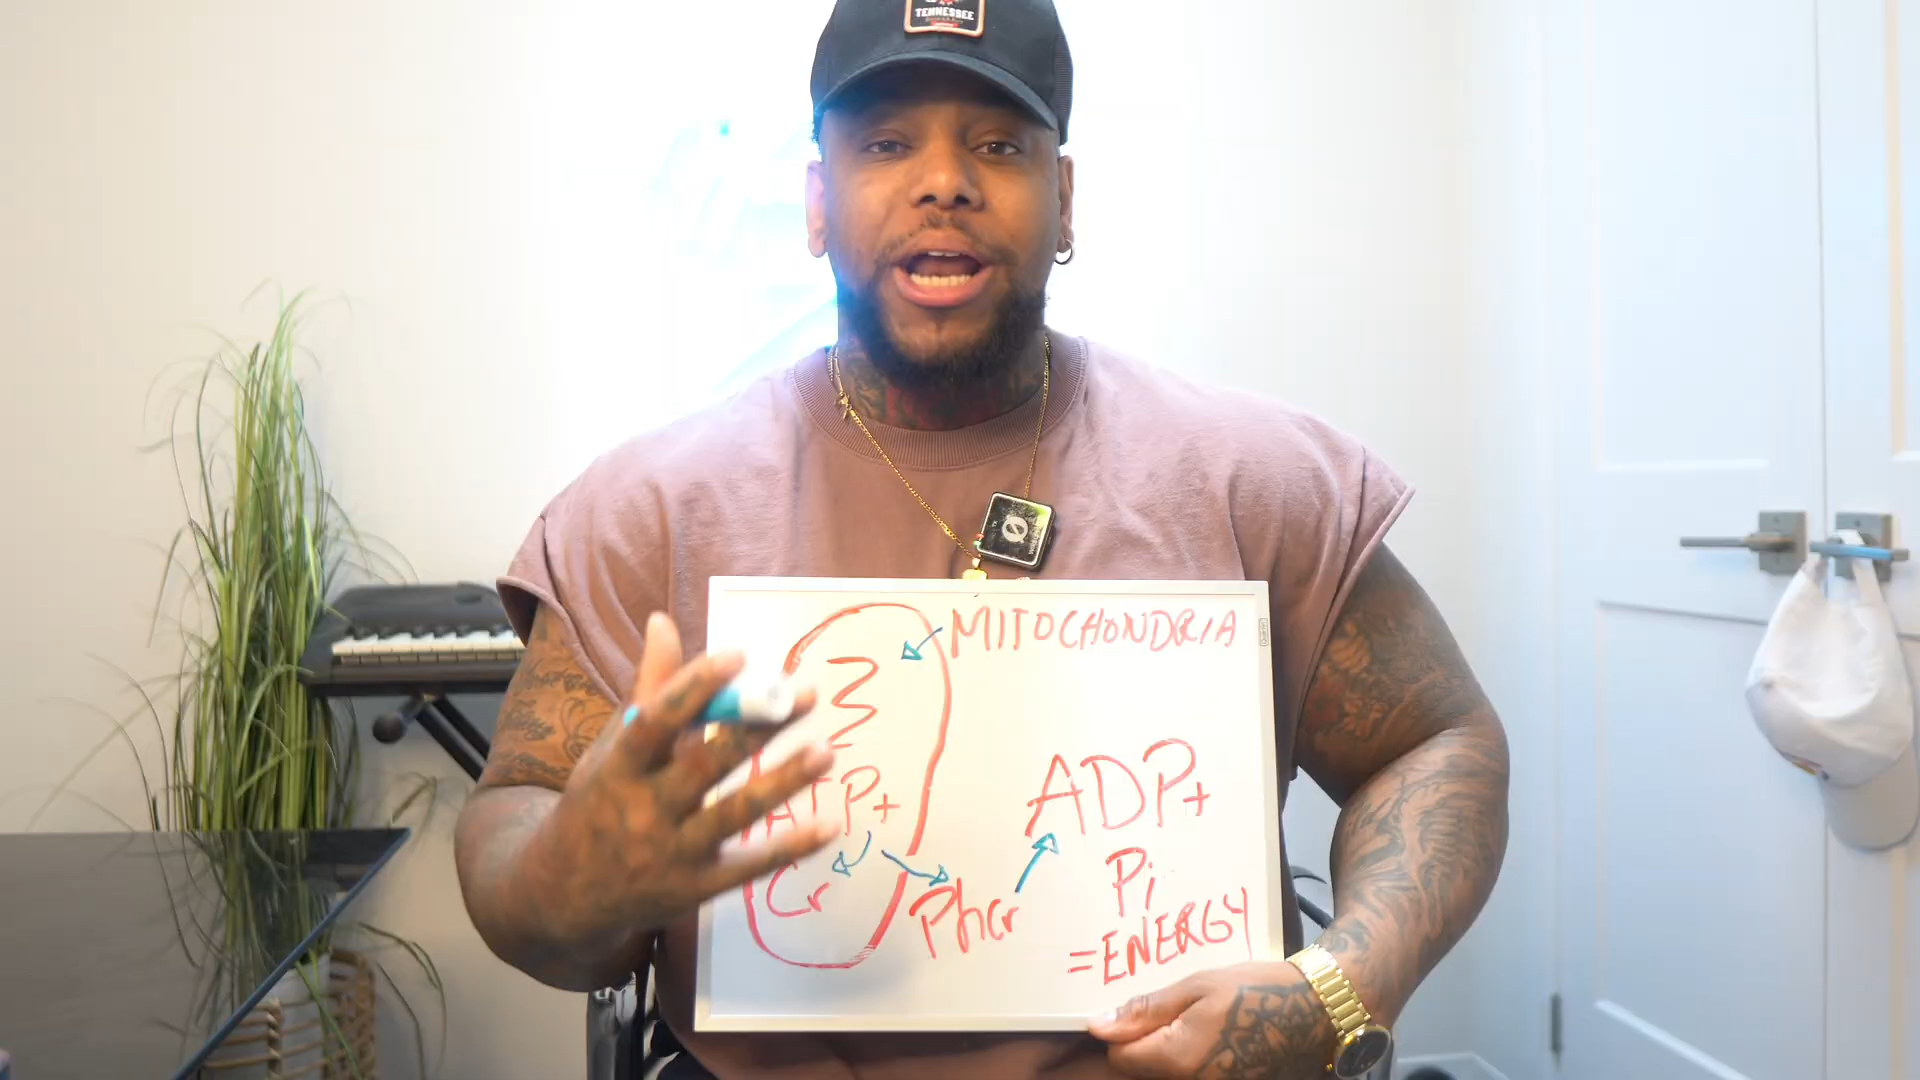 TENNESSEE
MITOCHONDRIA
ATP+
Cr
Phcr
ADP+
Pi
=ENERGY